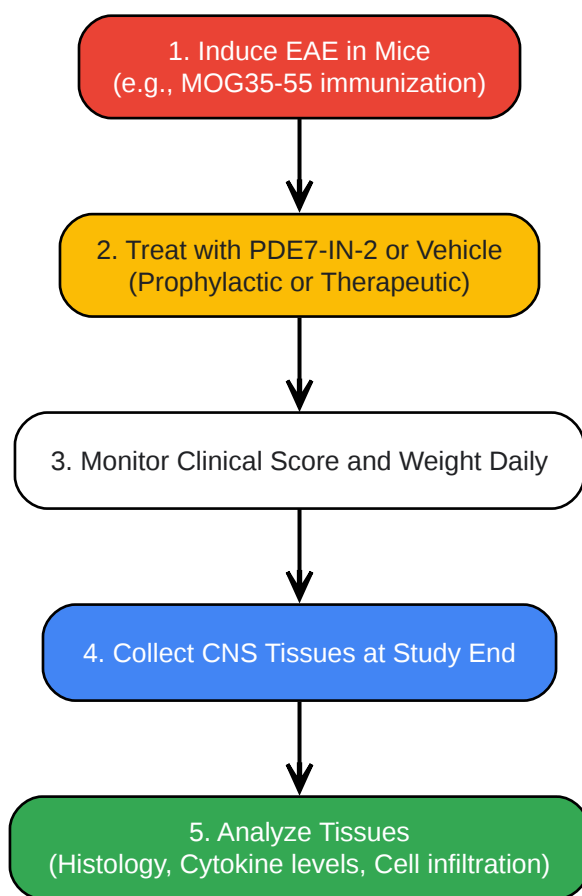 1. Induce EAE in Mice
(e.g., MOG35-55 immunization)
2. Treat with PDE7-IN-2 or Vehicle
(Prophylactic or Therapeutic)
3. Monitor Clinical Score and Weight Daily
4. Collect CNS Tissues at Study End
5. Analyze Tissues
(Histology, Cytokine levels, Cell infiltration)